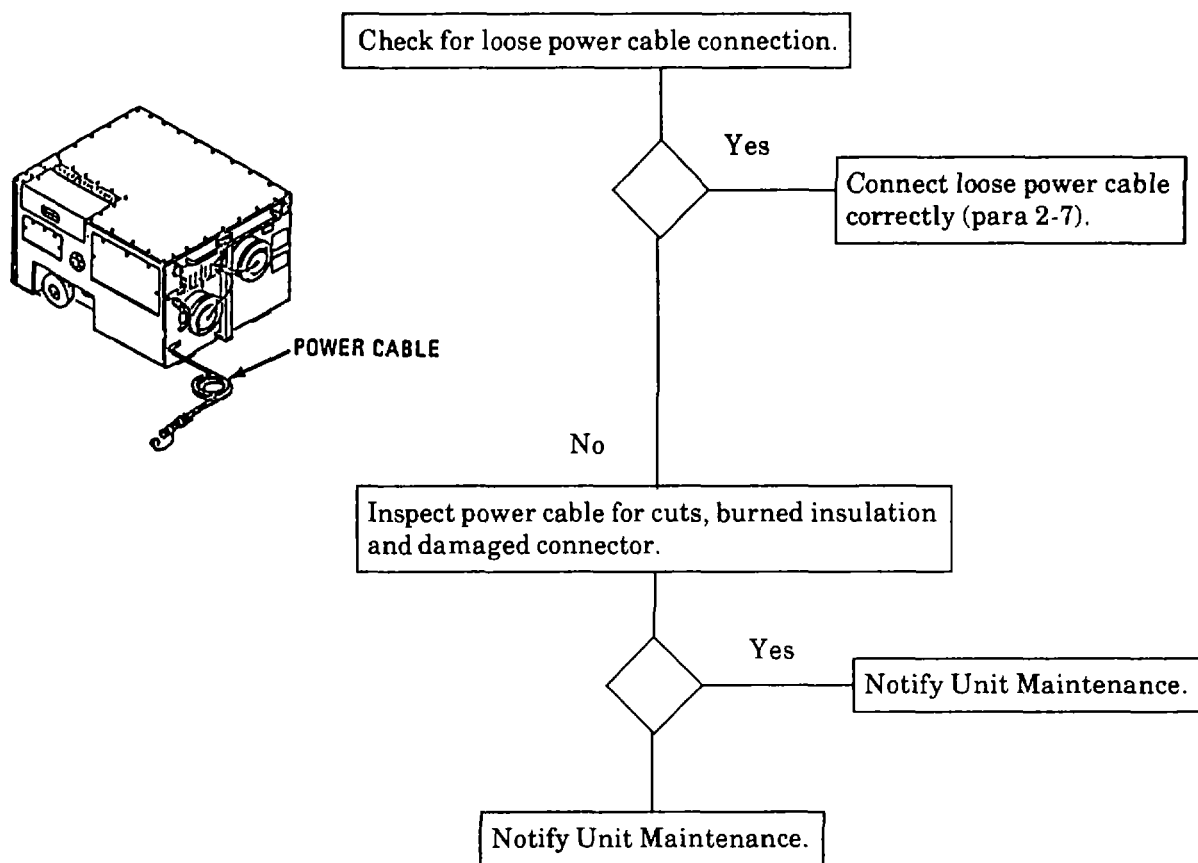 Check for loose power cable connection.
Yes
Connect loose power cable
correctly (para 2-7).
POWER CABLE
No
Inspect power cable for cuts, burned insulation
and damaged connector.
Yes
Notify Unit Maintenance.
Notify Unit Maintenance.